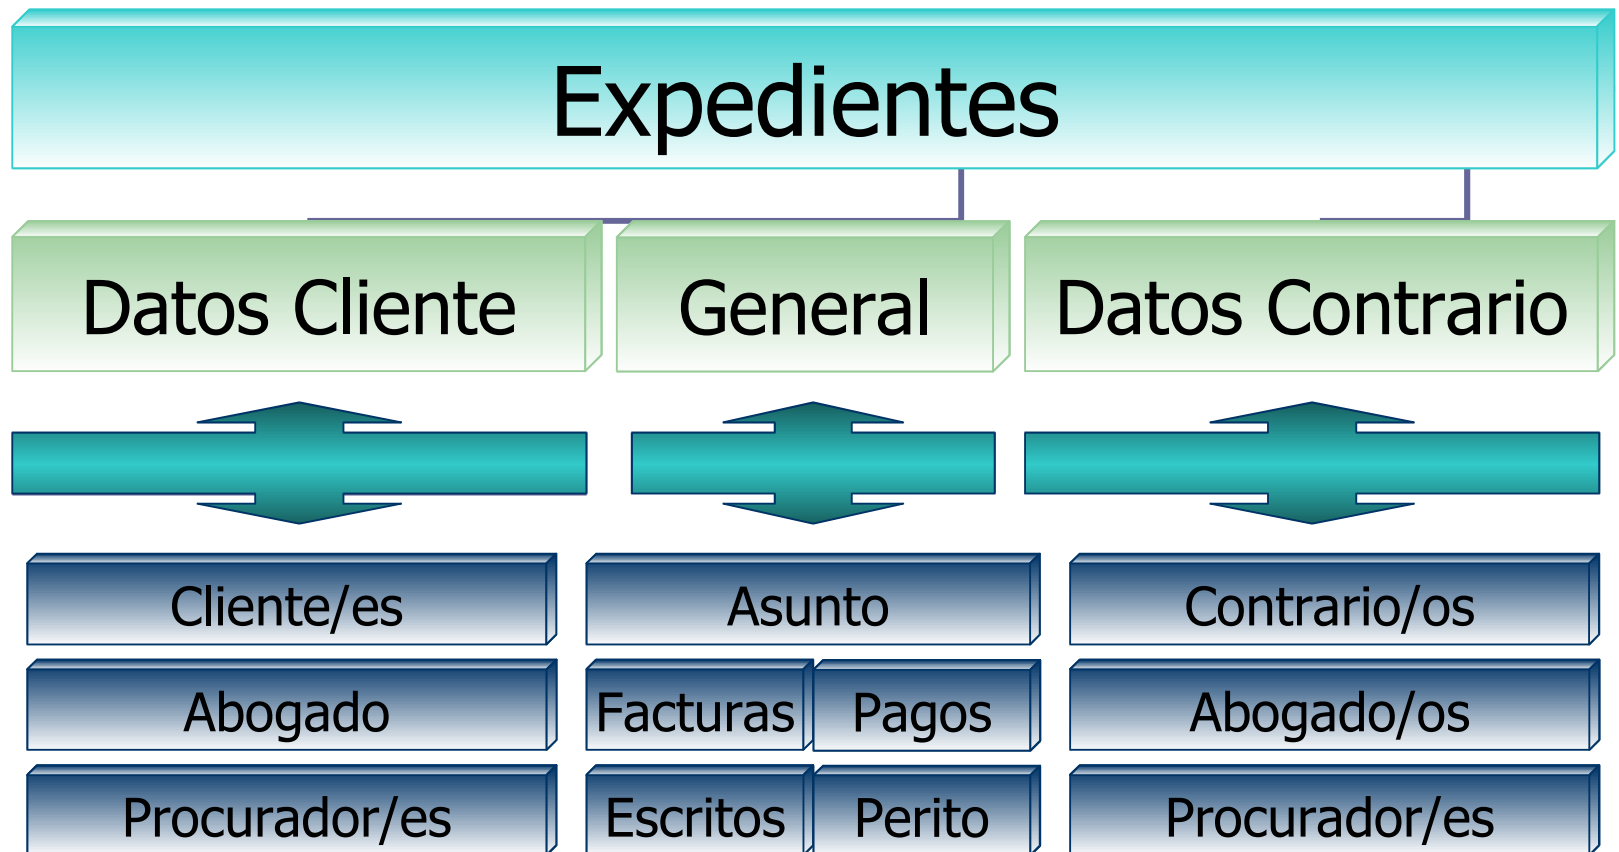 Expedientes
Datos Cliente
General
Datos Contrario
Cliente/es
Asunto
Contrario/os
Abogado
Facturas
Pagos
Abogado/os
Procurador/es
Escritos
Perito
Procurador/es